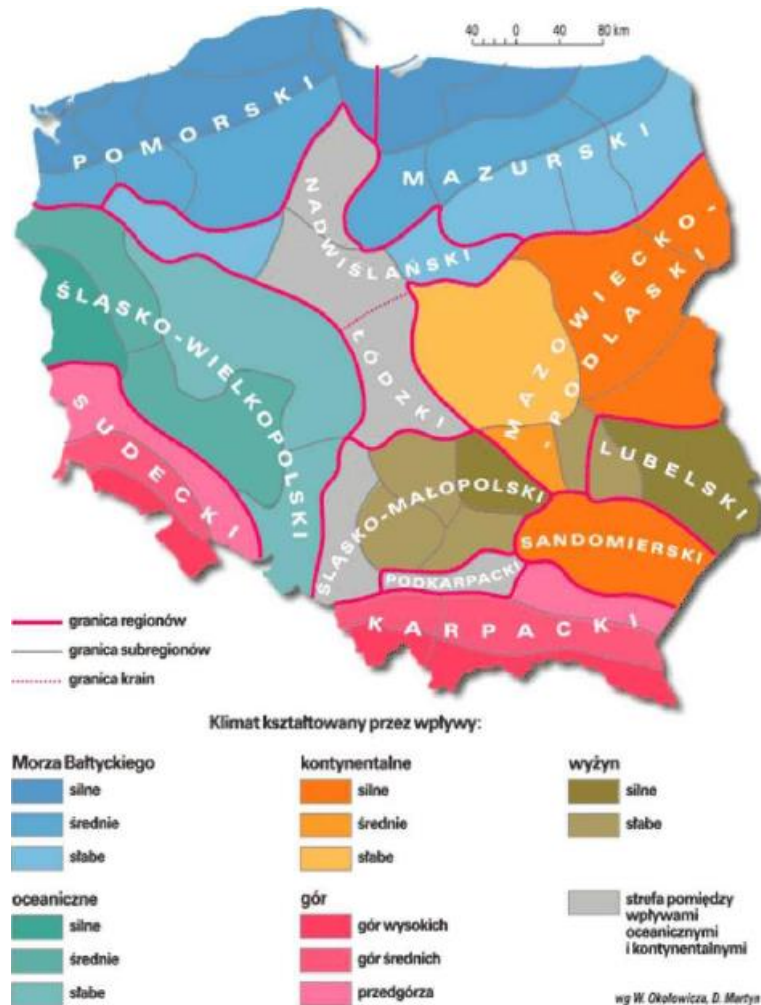 40 0 40 80 km
POMORSKI
MAZURSKI
NADWIŚLAŃSKI
MAZOWIECKO-
-PODLASKI
ŚLĄSKO-WIELKOPOLSKI
ŁÓDZKI
SUDECKI
LUBELSKI
ŚLĄSKO-MAŁOPOLSKI
SANDOMIERSKI
PODKARPACKI
KARPACKI
granica regionów
granica subregionów
granica krain
Klimat kształtowany przez wpływy:
Morza Bałtyckiego
silne
średnie
słabe
kontynentalne
silne
średnie
słabe
wyżyn
silne
słabe
oceaniczne
silne
średnie
słabe
gór
gór wysokich
gór średnich
przedgórza
strefa pomiędzy
wpływami
oceanicznymi
i kontynentalnymi
wg W. Okołowicza, D. Martyn